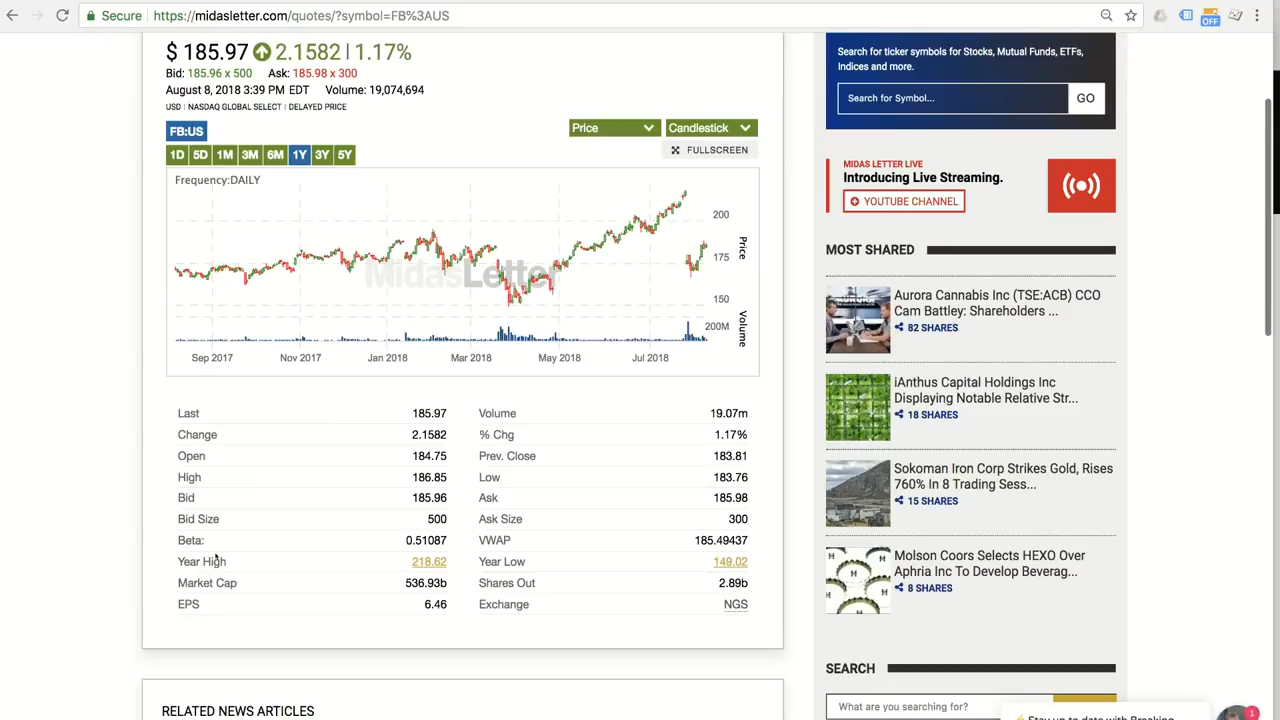 Secure https://midasletter.com/quotes/?symbol=FB%3AUS
OFF
$ 185.97 2.1582 | 1.17%
Bid: 185.96 x 500 Ask: 185.98 x 300
August 8, 2018 3:39 PM EDT Volume: 19,074,694
USD | NASDAQ GLOBAL SELECT | DELAYED PRICE
FB:US
Price
Candlestick
1D 5D 1M 3M 6M 1Y 3Y 5Y
FULLSCREEN
Frequency:DAILY
200
175
150
200M
Price
Volume
MidasLetter
Sep 2017 Nov 2017 Jan 2018 Mar 2018 May 2018 Jul 2018
Last 185.97 Volume 19.07m
Change 2.1582 % Chg 1.17%
Open 184.75 Prev. Close 183.81
High 186.85 Low 183.76
Bid 185.96 Ask 185.98
Bid Size 500 Ask Size 300
Beta: 0.51087 VWAP 185.49437
Year High 218.62 Year Low 149.02
Market Cap 536.93b Shares Out 2.89b
EPS 6.46 Exchange NGS
RELATED NEWS ARTICLES
Search for ticker symbols for Stocks, Mutual Funds, ETFs,
Indices and more.
Search for Symbol... GO
MIDAS LETTER LIVE
Introducing Live Streaming.
YOUTUBE CHANNEL
MOST SHARED
Aurora Cannabis Inc (TSE:ACB) CCO
Cam Battley: Shareholders ...
82 SHARES
iAnthus Capital Holdings Inc
Displaying Notable Relative Str...
18 SHARES
Sokoman Iron Corp Strikes Gold, Rises
760% In 8 Trading Sess...
15 SHARES
Molson Coors Selects HEXO Over
Aphria Inc To Develop Beverag...
8 SHARES
SEARCH
What are you searching for?
Stay up to date with Breaking
1